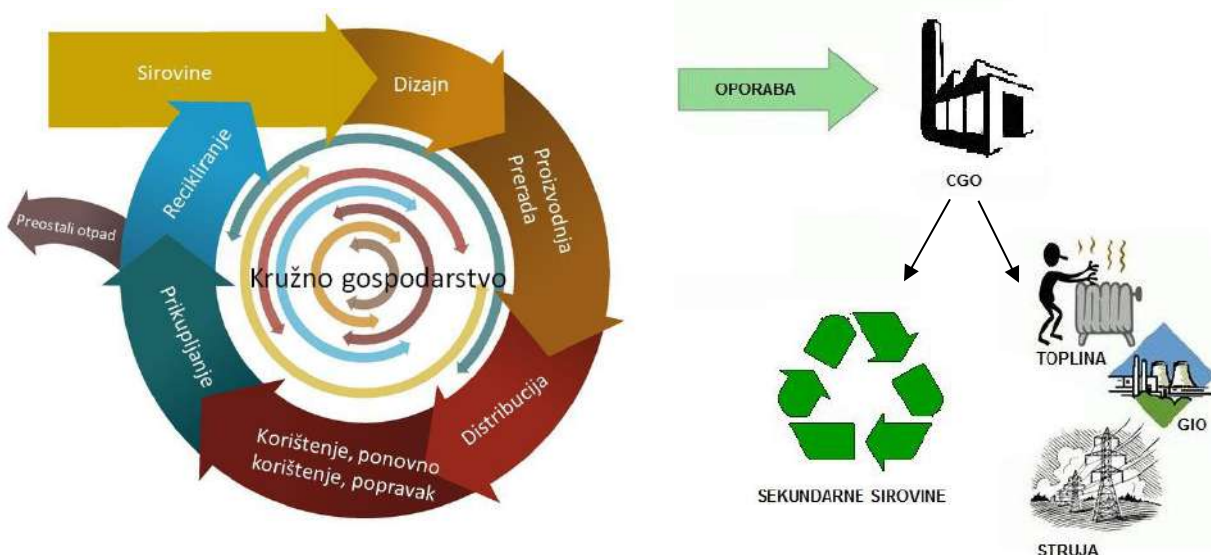 Sirovine
Dizajn
Proizvodnja
Prerada
Distribucija
Korištenje, ponovno
korištenje, popravak
Prikupljanje
Recikliranje
Preostali otpad
Kružno gospodarstvo
OPORABA
CGO
SEKUNDARNE SIROVINE
TOPLINA
GIO
STRUJA